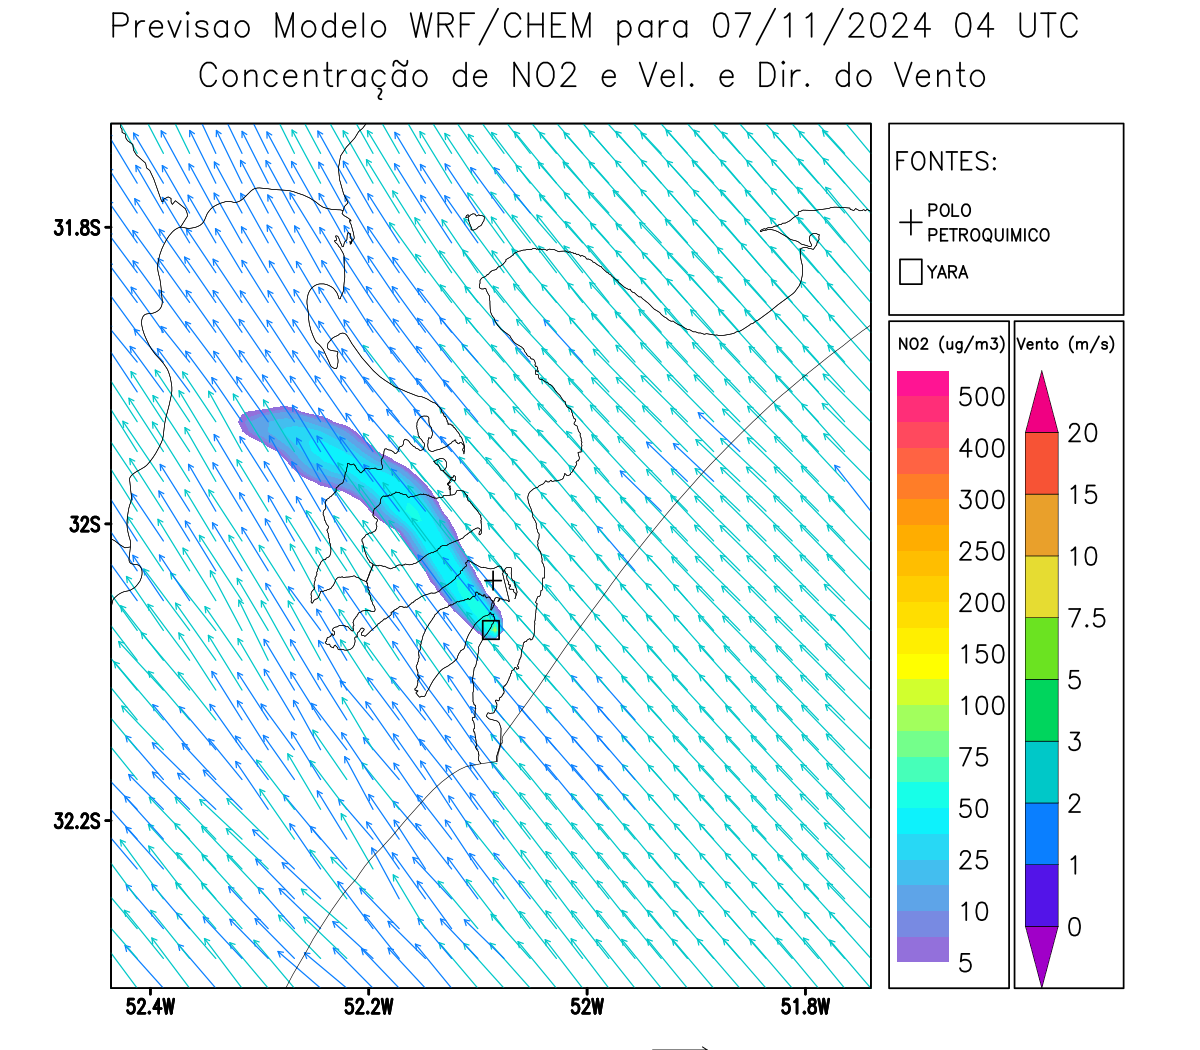 Previsao Modelo WRF/CHEM para 07/11/2024 04 UTC
Concentração de NO2 e Vel. e Dir. do Vento
FONTES:
POLO
PETROQUIMICO
YARA
NO2 (ug/m3)
500
400
300
250
200
150
100
75
50
25
10
5
Vento (m/s)
20
15
10
7.5
5
3
2
1
0
31.8S
32S
32.2S
52.4W
52.2W
52W
51.8W